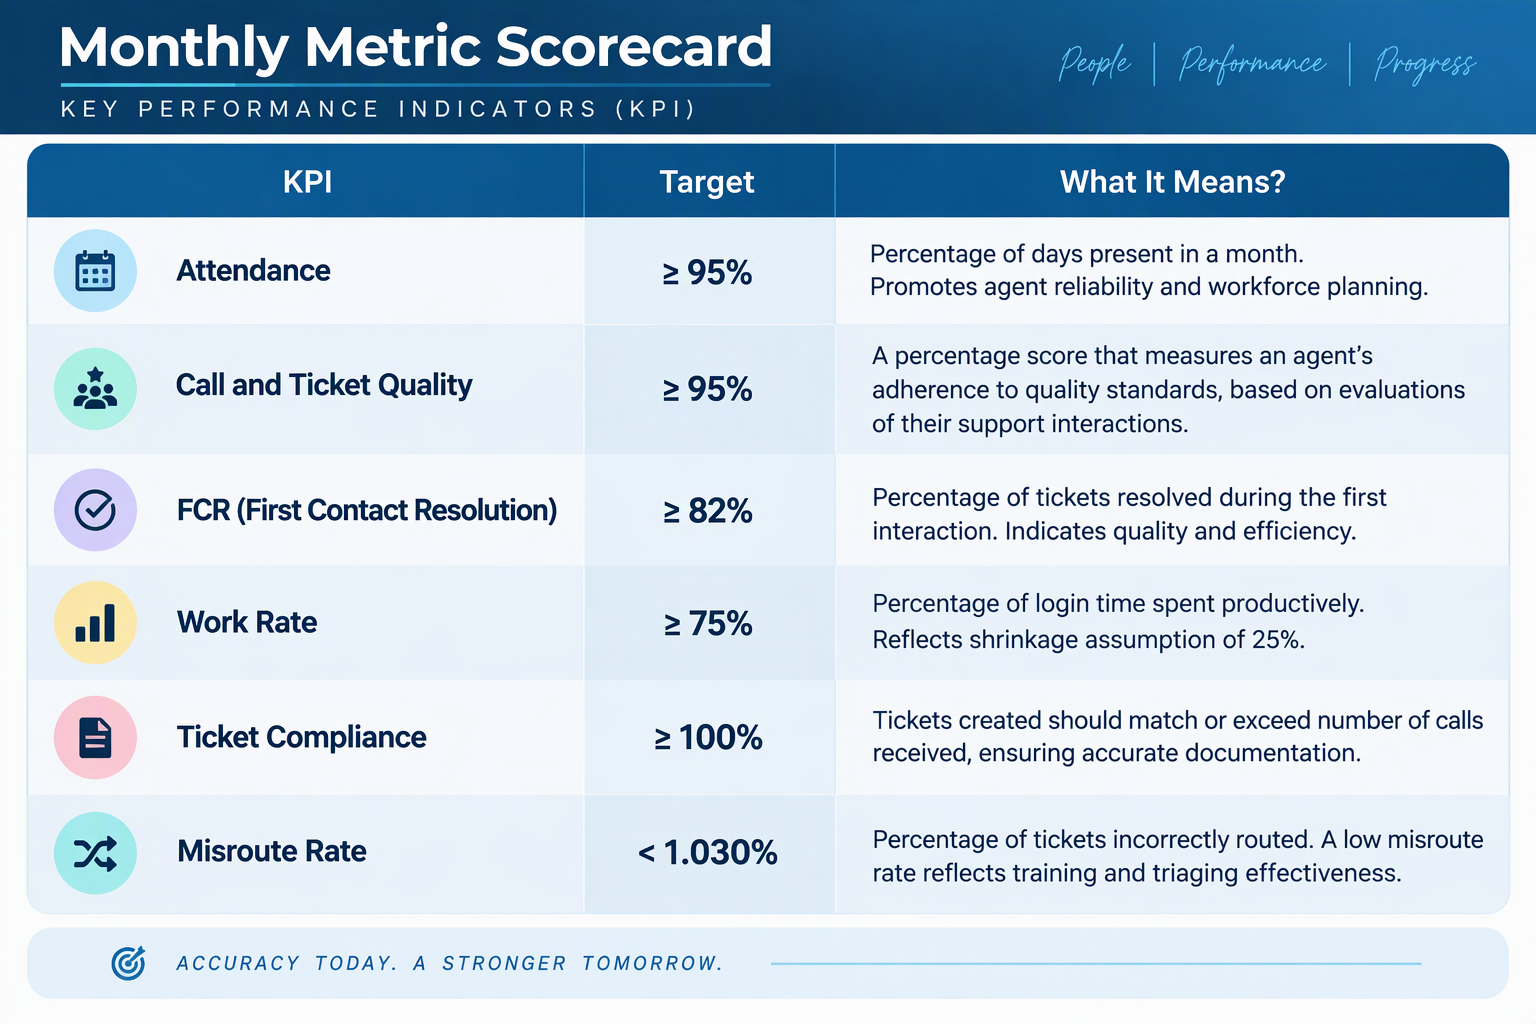 Monthly Metric Scorecard
KEY PERFORMANCE INDICATORS (KPI)
People | Performance | Progress
KPI
Target
What It Means?
Attendance
≥ 95%
Percentage of days present in a month.
Promotes agent reliability and workforce planning.
Call and Ticket Quality
≥ 95%
A percentage score that measures an agent’s
adherence to quality standards, based on evaluations
of their support interactions.
FCR (First Contact Resolution)
≥ 82%
Percentage of tickets resolved during the first
interaction. Indicates quality and efficiency.
Work Rate
≥ 75%
Percentage of login time spent productively.
Reflects shrinkage assumption of 25%.
Ticket Compliance
≥ 100%
Tickets created should match or exceed number of calls
received, ensuring accurate documentation.
Misroute Rate
< 1.030%
Percentage of tickets incorrectly routed. A low misroute
rate reflects training and triaging effectiveness.
ACCURACY TODAY. A STRONGER TOMORROW.